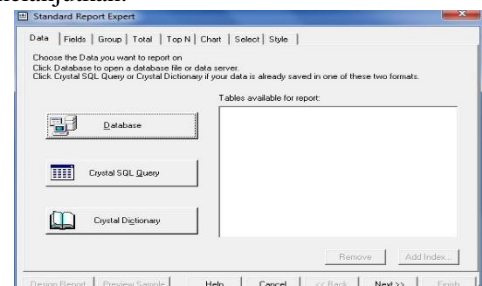 Standard Report Expert
Data Fields Group Total Top N Chart Select Style
Choose the Data you want to report on
Click Database to open a database file or data server.
Click Crystal SQL Query or Crystal Dictionary if your data is already saved in one of these two formats.
Tables available for report:
Database
Crystal SQL Query
Crystal Dictionary
Remove Add Index...
Design Report Preview Sample Help Cancel << Back Next >> Finish